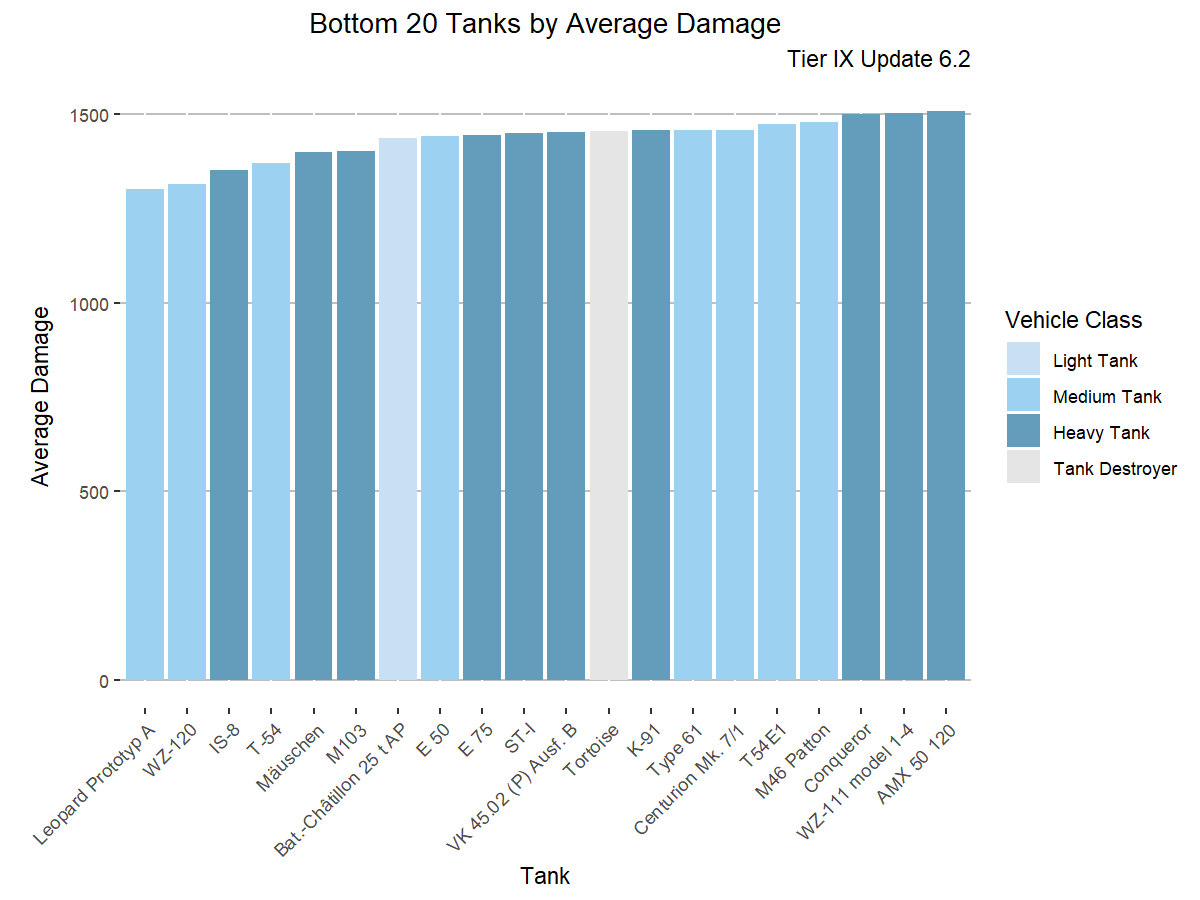 Bottom 20 Tanks by Average Damage
Tier IX Update 6.2
Average Damage
1500
1000
500
0
Leopard Prototyp A
WZ-120
IS-8
T-54
Mäuschen
M103
Bat.-Châtillon 25 t AP
E 50
E 75
ST-I
VK 45.02 (P) Ausf. B
Tortoise
K-91
Type 61
Centurion Mk. 7/1
T54E1
M46 Patton
Conqueror
WZ-111 model 1-4
AMX 50 120
Tank
Vehicle Class
Light Tank
Medium Tank
Heavy Tank
Tank Destroyer